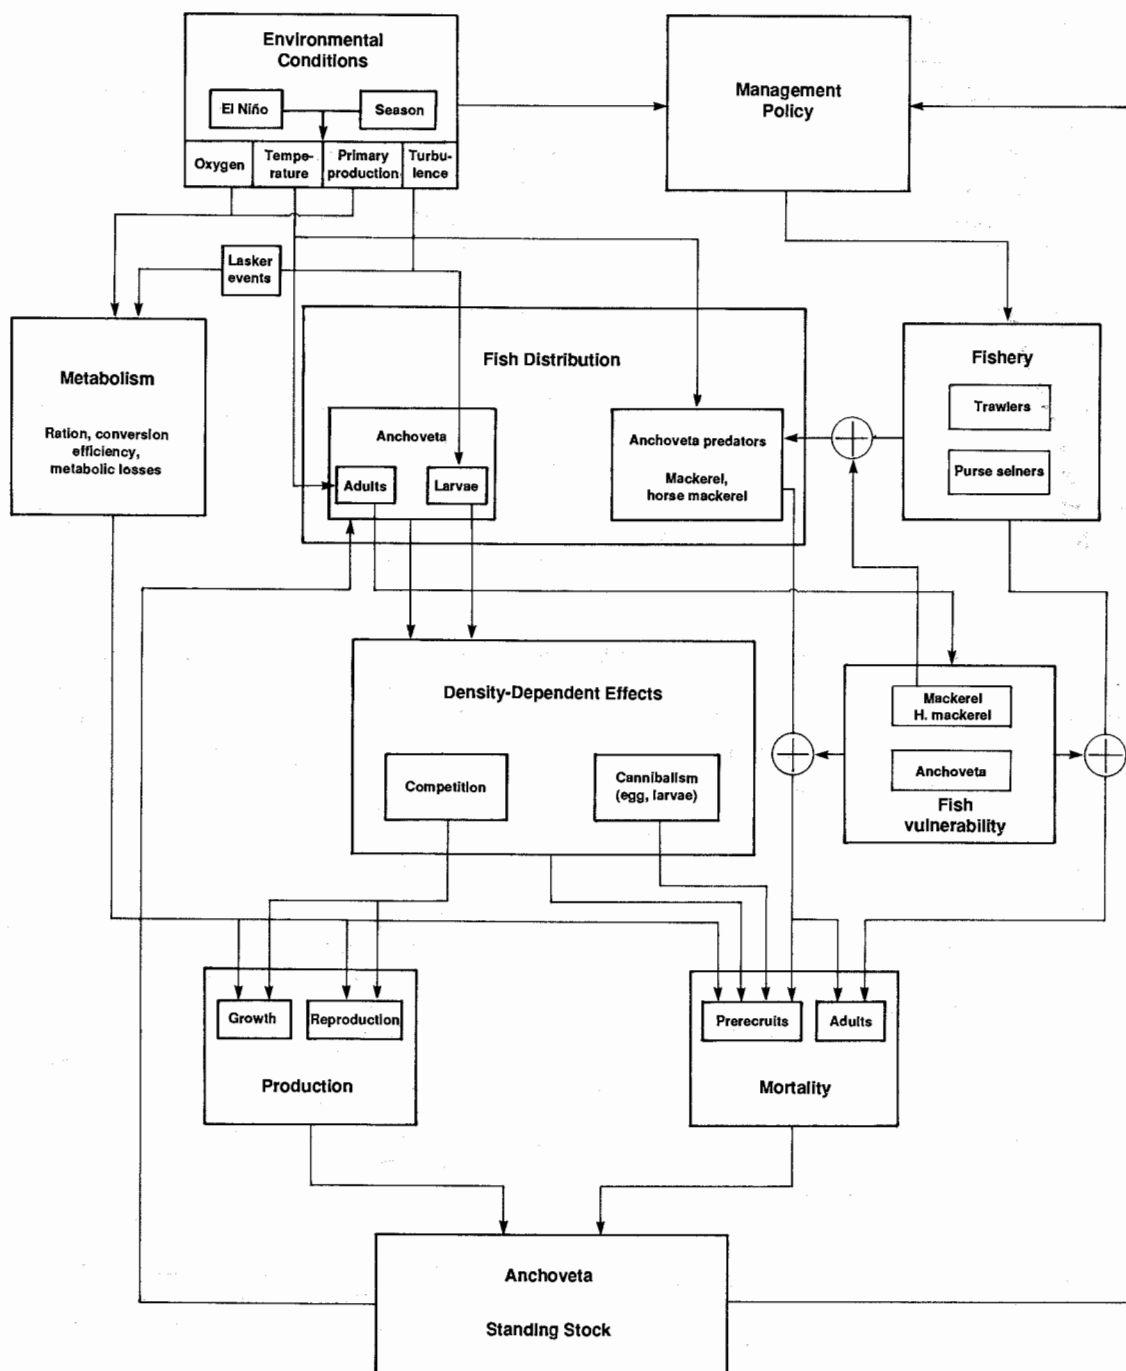 Environmental
Conditions
El Niño
Season
Oxygen
Tempe-
rature
Primary
production
Turbu-
lence
Management
Policy
Lasker
events
Metabolism
Ration, conversion
efficiency,
metabolic losses
Fish Distribution
Anchoveta
Adults
Larvae
Anchoveta predators
Mackerel,
horse mackerel
Fishery
Trawlers
Purse selners
Density-Dependent Effects
Competition
Cannibalism
(egg, larvae)
Mackerel
H. mackerel
Anchoveta
Fish
vulnerability
Growth
Reproduction
Production
Prerecruits
Adults
Mortality
Anchoveta
Standing Stock